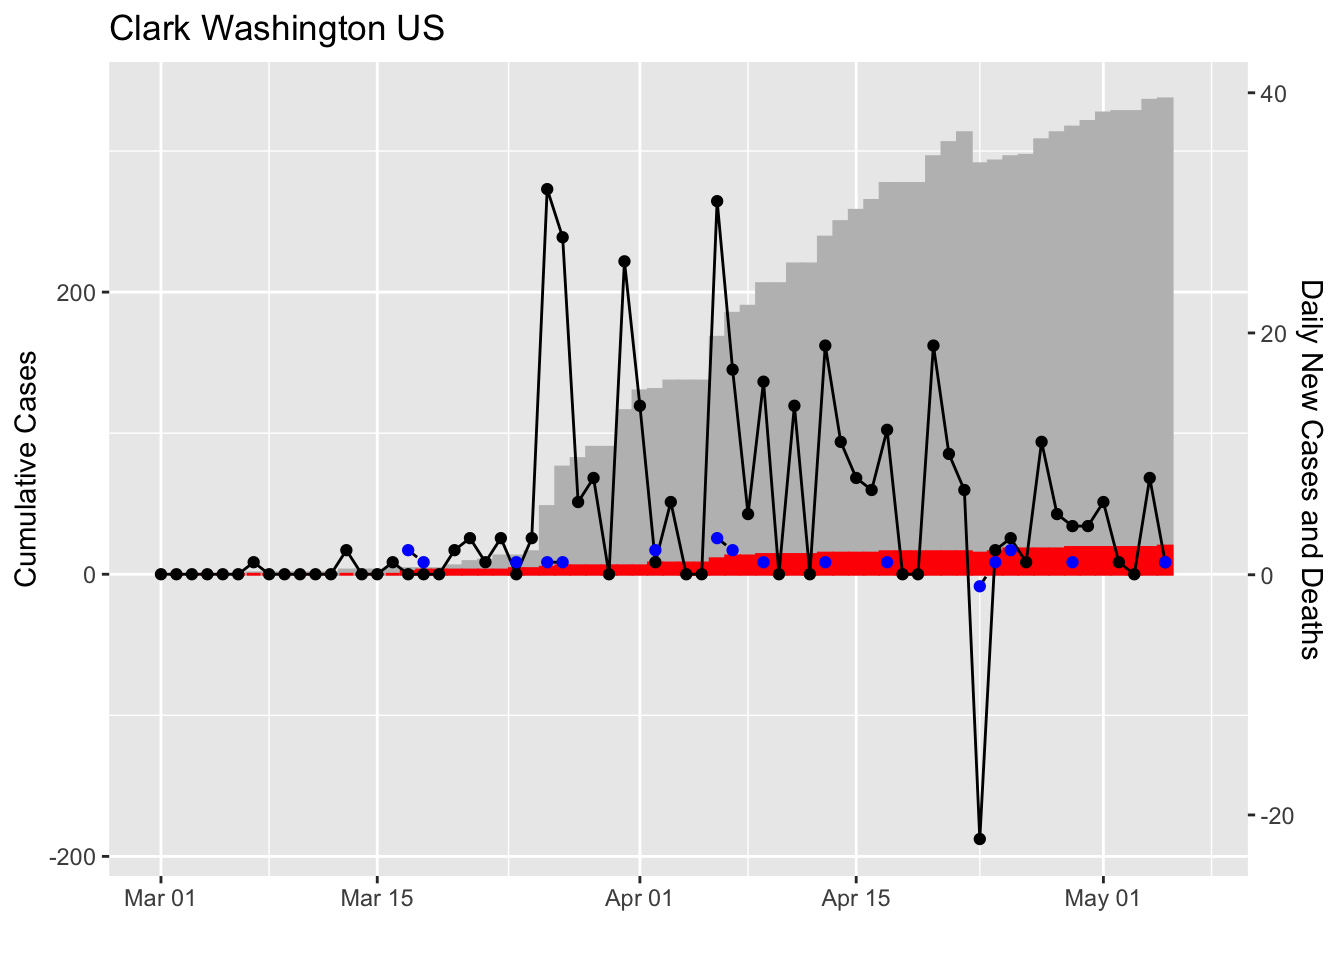 Clark Washington US
40
200
20
0
0
-20
-200
Cumulative Cases
Daily New Cases and Deaths
Mar 01
Mar 15
Apr 01
Apr 15
May 01